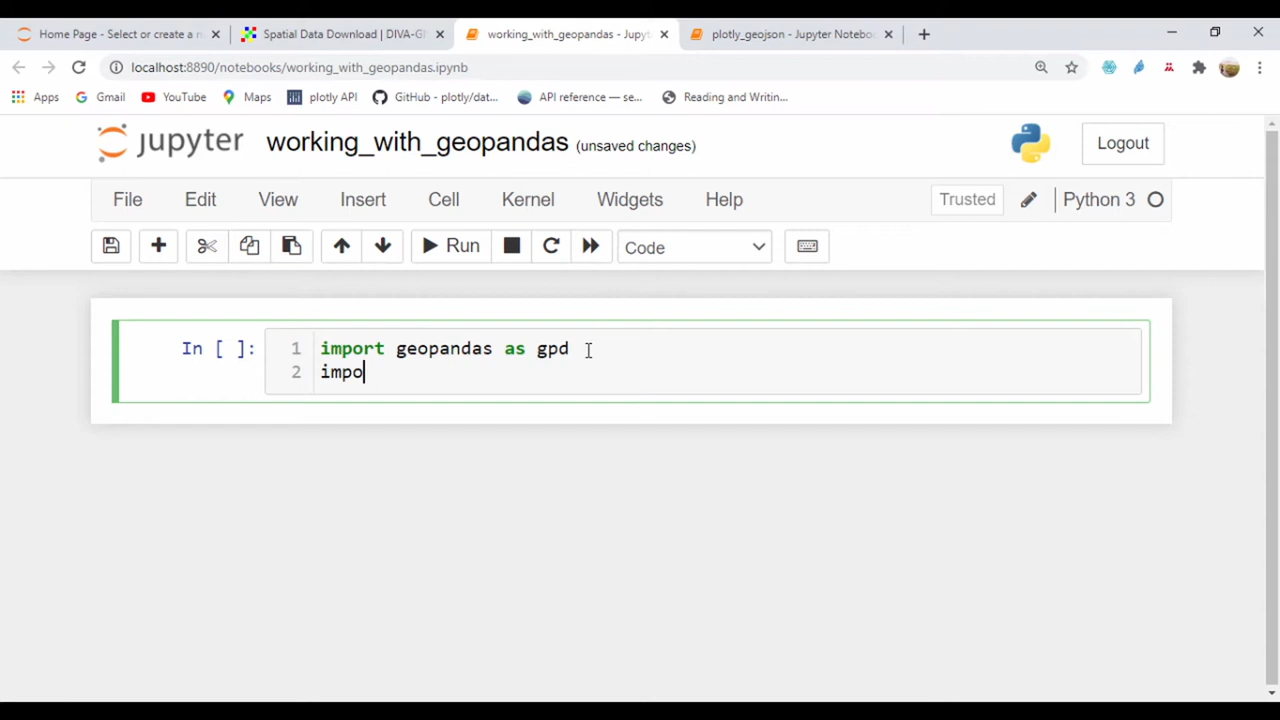 Home Page - Select or create a n
Spatial Data Download | DIVA-GI
working_with_geopandas - Jupyt
plotly_geojson - Jupyter Noteboo
localhost:8890/notebooks/working_with_geopandas.ipynb
Apps Gmail YouTube Maps plotly API GitHub - plotly/dat... API reference — se... Reading and Writin...
jupyter working_with_geopandas (unsaved changes) Logout
File Edit View Insert Cell Kernel Widgets Help Trusted Python 3
Run Code
In [ ]: 1 import geopandas as gpd
2 impo